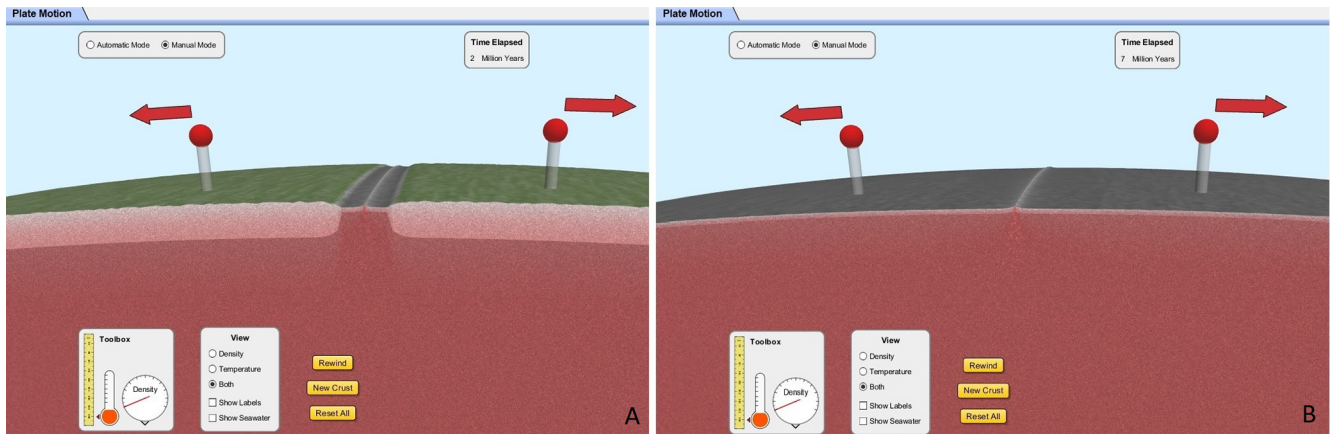 Plate Motion
Automatic Mode Manual Mode
Time Elapsed
2 Million Years
Toolbox
Density
View
Density
Temperature
Both
Show Labels
Show Seawater
Rewind
New Crust
Reset All
A
Plate Motion
Automatic Mode Manual Mode
Time Elapsed
7 Million Years
Toolbox
Density
View
Density
Temperature
Both
Show Labels
Show Seawater
Rewind
New Crust
Reset All
B